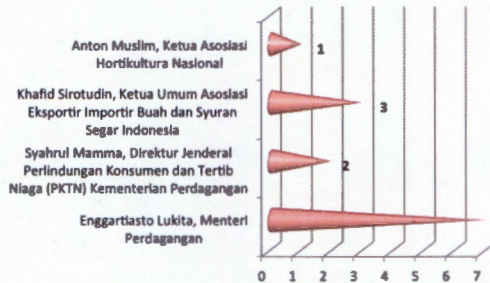 Anton Muslim, Ketua Asosiasi
Hortikultura Nasional
1
Khafid Sirotudin, Ketua Umum Asosiasi
Eksportir Importir Buah dan Syuran
Segar Indonesia
3
Syahrul Mamma, Direktur Jenderal
Perlindungan Konsumen dan Tertib
Niaga (PKTN) Kementerian Perdagangan
2
Enggartiasto Lukita, Menteri
Perdagangan
0 1 2 3 4 5 6 7